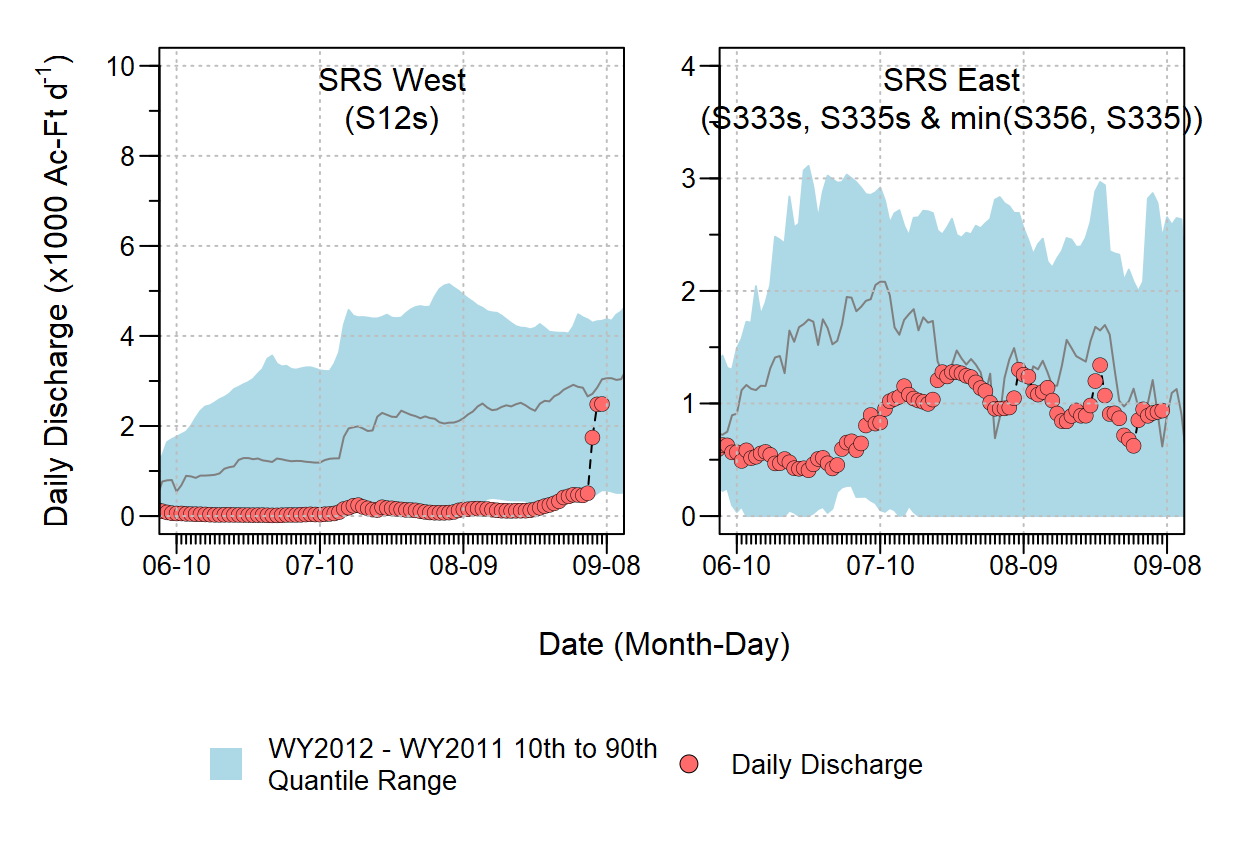 Daily Discharge (x1000 Ac-Ft d⁻¹)
SRS West
(S12s)
10
8
6
4
2
0
06-10 07-10 08-09 09-08
SRS East
(S333s, S335s & min(S356, S335))
4
3
2
1
0
06-10 07-10 08-09 09-08
Date (Month-Day)
WY2012 - WY2011 10th to 90th
Quantile Range
Daily Discharge